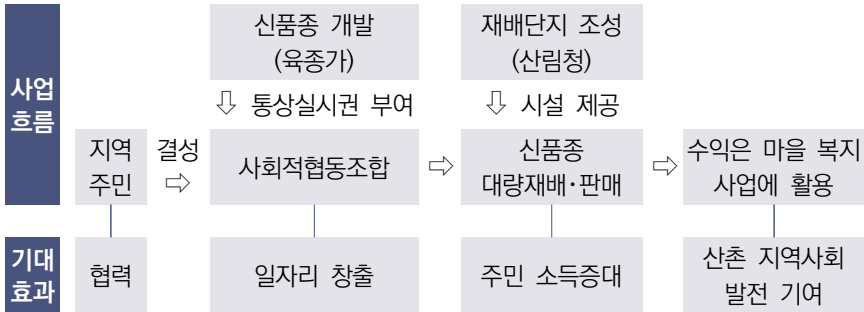 신품종 개발
(육종가)
재배단지 조성
(산림청)
사업
흐름
통상실시권 부여
시설 제공
지역
주민
결성
사회적협동조합
신품종
대량재배·판매
수익은 마을 복지
사업에 활용
기대
효과
협력
일자리 창출
주민 소득증대
산촌 지역사회
발전 기여